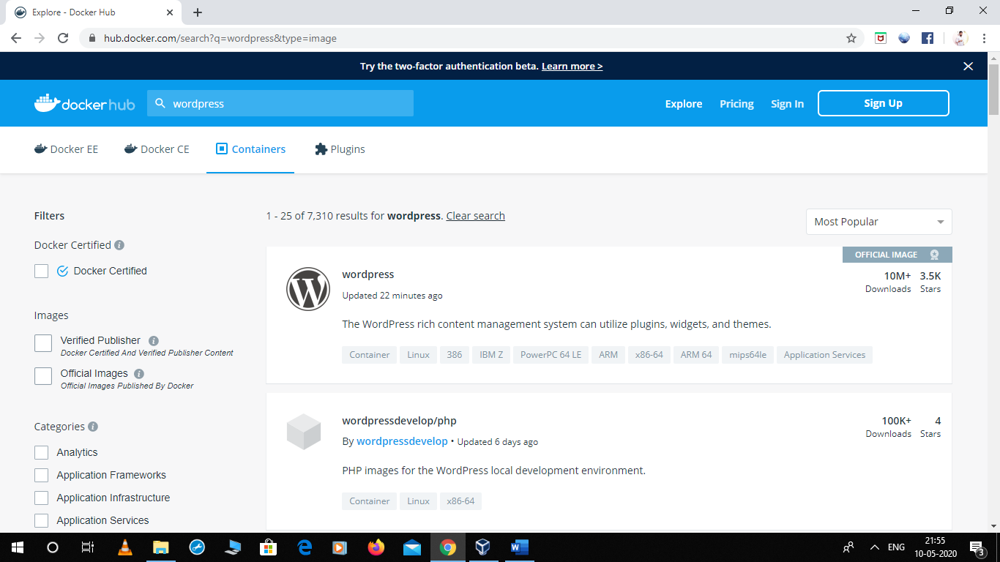 Explore - Docker Hub
hub.docker.com/search?q=wordpress&type=image
Try the two-factor authentication beta. Learn more >
docker hub
wordpress
Explore
Pricing
Sign In
Sign Up
Docker EE
Docker CE
Containers
Plugins
Filters
Docker Certified
Docker Certified
Images
Verified Publisher
Docker Certified And Verified Publisher Content
Official Images
Official Images Published By Docker
Categories
Analytics
Application Frameworks
Application Infrastructure
Application Services
1 - 25 of 7,310 results for wordpress. Clear search
Most Popular
OFFICIAL IMAGE
wordpress
Updated 22 minutes ago
10M+ 3.5K
Downloads Stars
The WordPress rich content management system can utilize plugins, widgets, and themes.
Container Linux 386 IBM Z PowerPC 64 LE ARM x86-64 ARM 64 mips64le Application Services
wordpressdevelop/php
By wordpressdevelop • Updated 6 days ago
100K+ 4
Downloads Stars
PHP images for the WordPress local development environment.
Container Linux x86-64
ENG
21:55
10-05-2020
3